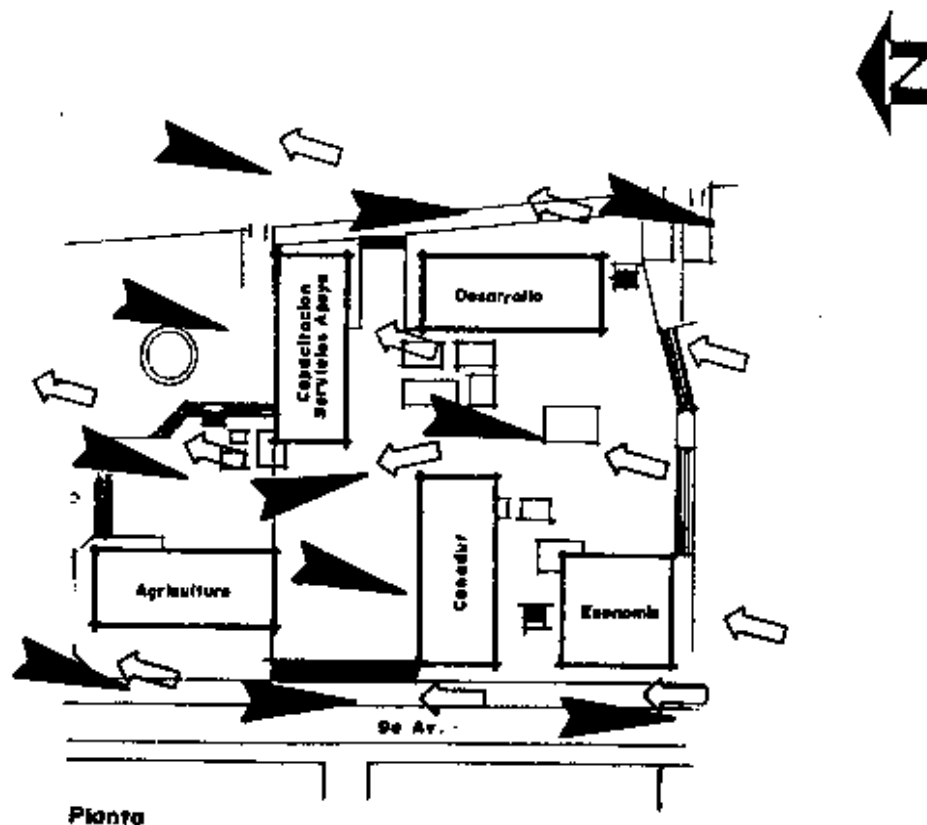 N
Desarrollo
Capacitacion
Servicios Apoyo
Agricultura
Conadur
Economia
9a Av.
Planta